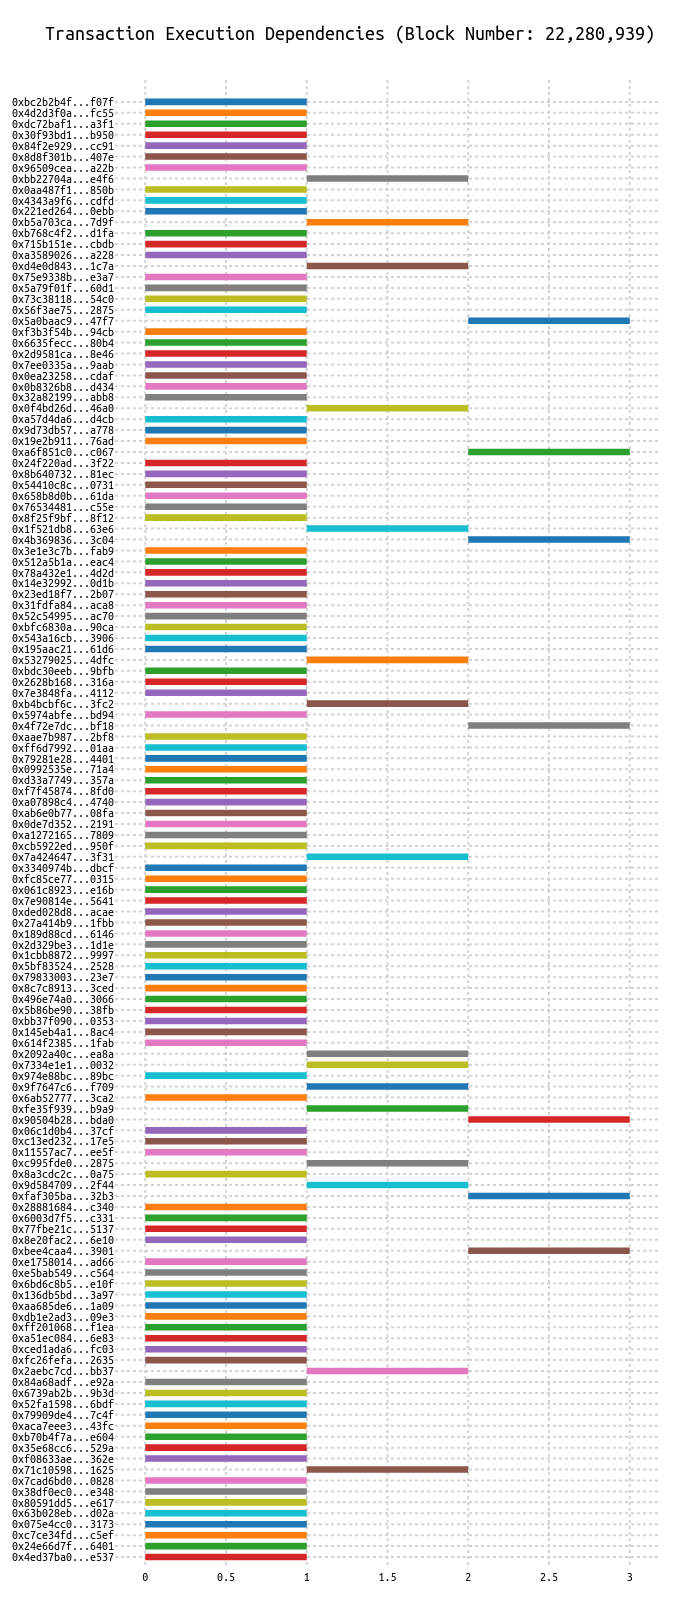 Transaction Execution Dependencies (Block Number: 22,280,939)
0xbc2b2b4f...f07f
0x4d2d3f0a...fc55
0xdc72baf1...a3f1
0x30f93bd1...b950
0x84f2e929...cc91
0x8d8f301b...407e
0x96509cea...a22b
0xbb22704a...e4f6
0x0aa487f1...850b
0x4343a9f6...cdfd
0x221ed264...0ebb
0xb5a703ca...7d9f
0xb768c4f2...d1fa
0x715b151e...cbdb
0xa3589026...a228
0xd4e0d843...1c7a
0x75e9338b...e3a7
0x5a79f01f...60d1
0x73c38118...54c0
0x56f3ae75...2875
0x5a0baac9...47f7
0xf3b3f54b...94cb
0x6635fecc...80b4
0x2d9581ca...8e46
0x7ee0335a...9aab
0x0ea23258...cdaf
0x0b8326b8...d434
0x32a82199...abb8
0x0f4bd26d...46a0
0xa57d4da6...d4cb
0x9d73db57...a778
0x19e2b911...76ad
0xa6f851c0...c067
0x24f220ad...3f22
0x8b640732...81ec
0x54410c8c...0731
0x658b8d0b...61da
0x76534481...c55e
0x8f25f9bf...8f12
0x1f521db8...63e6
0x4b369836...3c04
0x3e1e3c7b...fab9
0x512a5b1a...eac4
0x78a432e1...4d2d
0x14e32992...0d1b
0x23ed18f7...2b07
0x31fdfa84...aca8
0x52c54995...ac70
0xbfc6830a...90ca
0x543a16cb...3906
0x195aac21...61d6
0x53279025...4dfc
0xbdc30eeb...9bfb
0x2628b168...316a
0x7e3848fa...4112
0xb4bcbf6c...3fc2
0x5974abfe...bd94
0x4f72e7dc...bf18
0xaae7b987...2bf8
0xff6d7992...01aa
0x79281e28...4401
0x0992535e...71a4
0xd33a7749...357a
0xf7f45874...8fd0
0xa07898c4...4740
0xab6e0b77...08fa
0x0de7d352...2191
0xa1272165...7809
0xcb5922ed...950f
0x7a424647...3f31
0x3340974b...dbcf
0xfc85ce77...0315
0x061c8923...e16b
0x7e90814e...5641
0xded028d8...acae
0x27a414b9...1fbb
0x189d88cd...6146
0x2d329be3...1d1e
0x1cbb8872...9997
0x5bf83524...2528
0x79833003...23e7
0x8c7c8913...3ced
0x496e74a0...3066
0x5b86be90...38fb
0xbb37f090...0353
0x145eb4a1...8ac4
0x614f2385...1fab
0x2092a40c...ea8a
0x7334e1e1...0032
0x974e88bc...89bc
0x9f7647c6...f709
0x6ab52777...3ca2
0xfe35f939...b9a9
0x90504b28...bda0
0x06c1d0b4...37cf
0xc13ed232...17e5
0x11557ac7...ee5f
0xc995fde0...2875
0x8a3cdc2c...0a75
0x9d584709...2f44
0xfaf305ba...32b3
0x28881684...c340
0x6003d7f5...c331
0x77fbe21c...5137
0x8e20fac2...6e10
0xbee4caa4...3901
0xe1758014...ad66
0xe5bab549...c564
0x6bd6c8b5...e10f
0x136db5bd...3a97
0xaa685de6...1a09
0xdb1e2ad3...09e3
0xff201068...f1ea
0xa51ec084...6e83
0xced1ada6...fc03
0xfc26fefa...2635
0x2aebc7cd...bb37
0x84a68adf...e92a
0x6739ab2b...9b3d
0x52fa1598...6bdf
0x79909de4...7c4f
0xaca7eee3...43fc
0xb70b4f7a...e604
0x35e68cc6...529a
0xf08633ae...362e
0x71c10598...1625
0x7cad6bd0...0828
0x38df0ec0...e348
0x80591dd5...e617
0x63b028eb...d02a
0x075e4cc0...3173
0xc7ce34fd...c5ef
0x24e66d7f...6401
0x4ed37ba0...e537
0 0.5 1 1.5 2 2.5 3